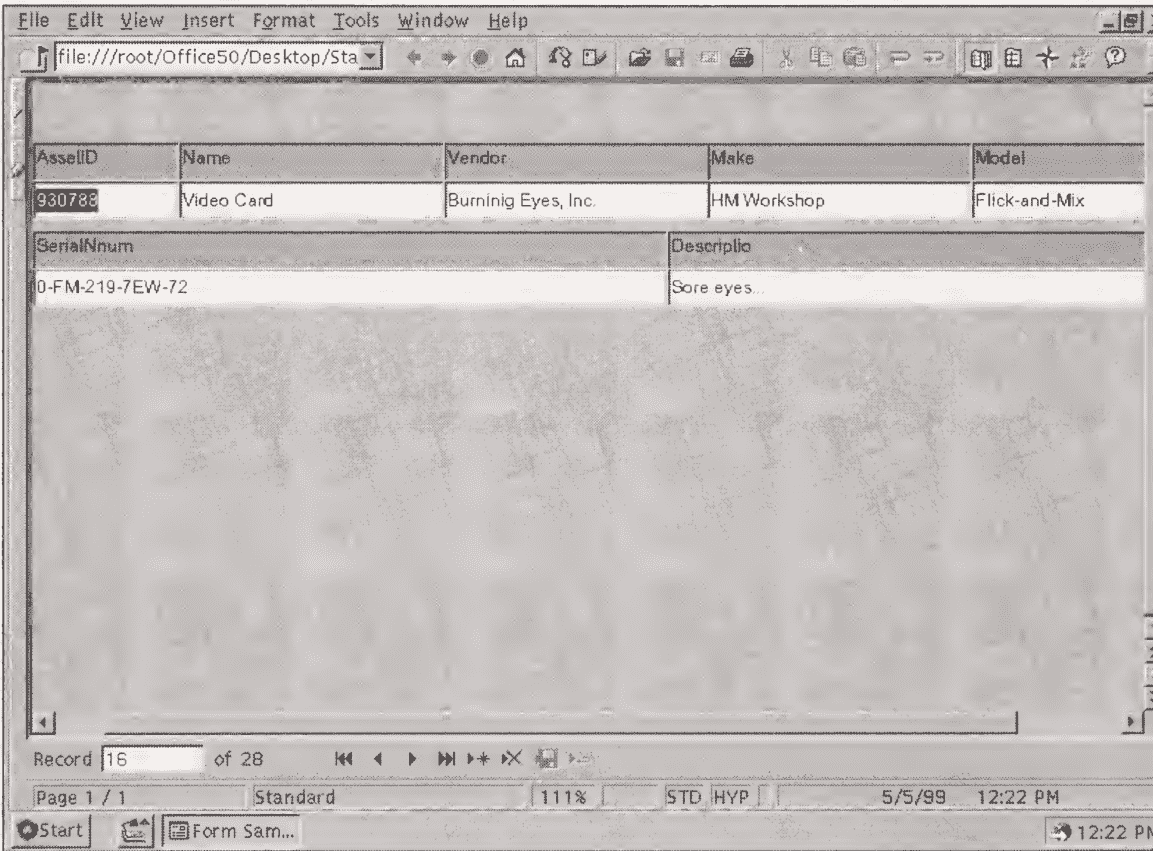 File Edit View Insert Format Tools Window Help
file:///root/Office50/Desktop/Sta
AssetID Name Vendor Make Model
930788 Video Card Burninig Eyes, Inc. HM Workshop Flick-and-Mix
SerialNnum Descriptio
0-FM-219-7EW-72 Sore eyes...
Record 16 of 28
Page 1 / 1 Standard 111% STD HYP 5/5/99 12:22 PM
Start Form Sam... 12:22 PM